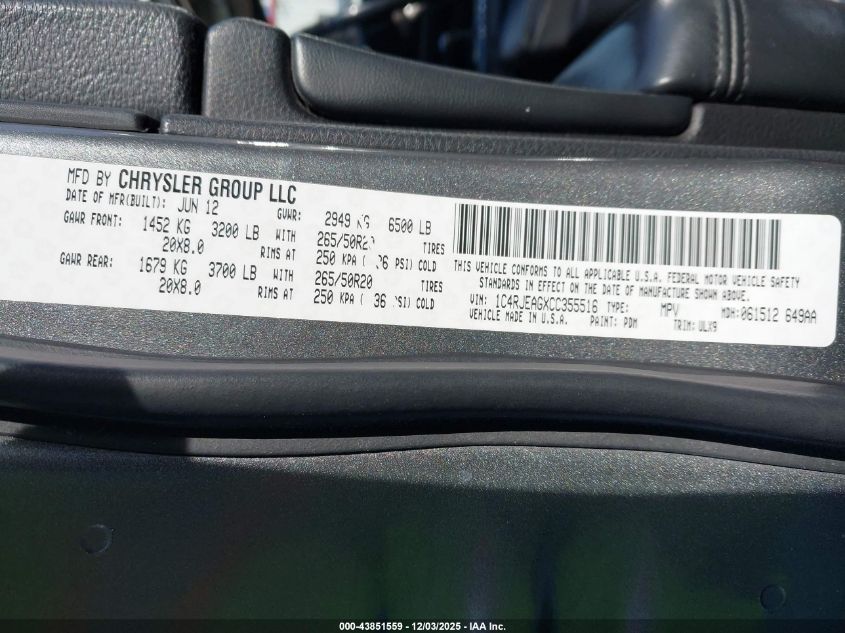 MFD BY CHRYSLER GROUP LLC
DATE OF MFR(BUILT): JUN 12 GVWR: 2949 KG 6500 LB
GAWR FRONT: 1452 KG 3200 LB WITH 265/50R20 TIRES
20X8.0 RIMS AT 250 KPA ( 36 PSI) COLD
GAWR REAR: 1679 KG 3700 LB WITH 265/50R20 TIRES
20X8.0 RIMS AT 250 KPA ( 36 PSI) COLD
THIS VEHICLE CONFORMS TO ALL APPLICABLE U.S.A. FEDERAL MOTOR VEHICLE SAFETY
STANDARDS IN EFFECT ON THE DATE OF MANUFACTURE SHOWN ABOVE.
VIN: 1C4RJEAGXCC355516 TYPE: MPV MDH: 061512 649AA
VEHICLE MADE IN U.S.A. PAINT: PDM TRIM: ULX9
000-43851559 - 12/03/2025 - IAA Inc.